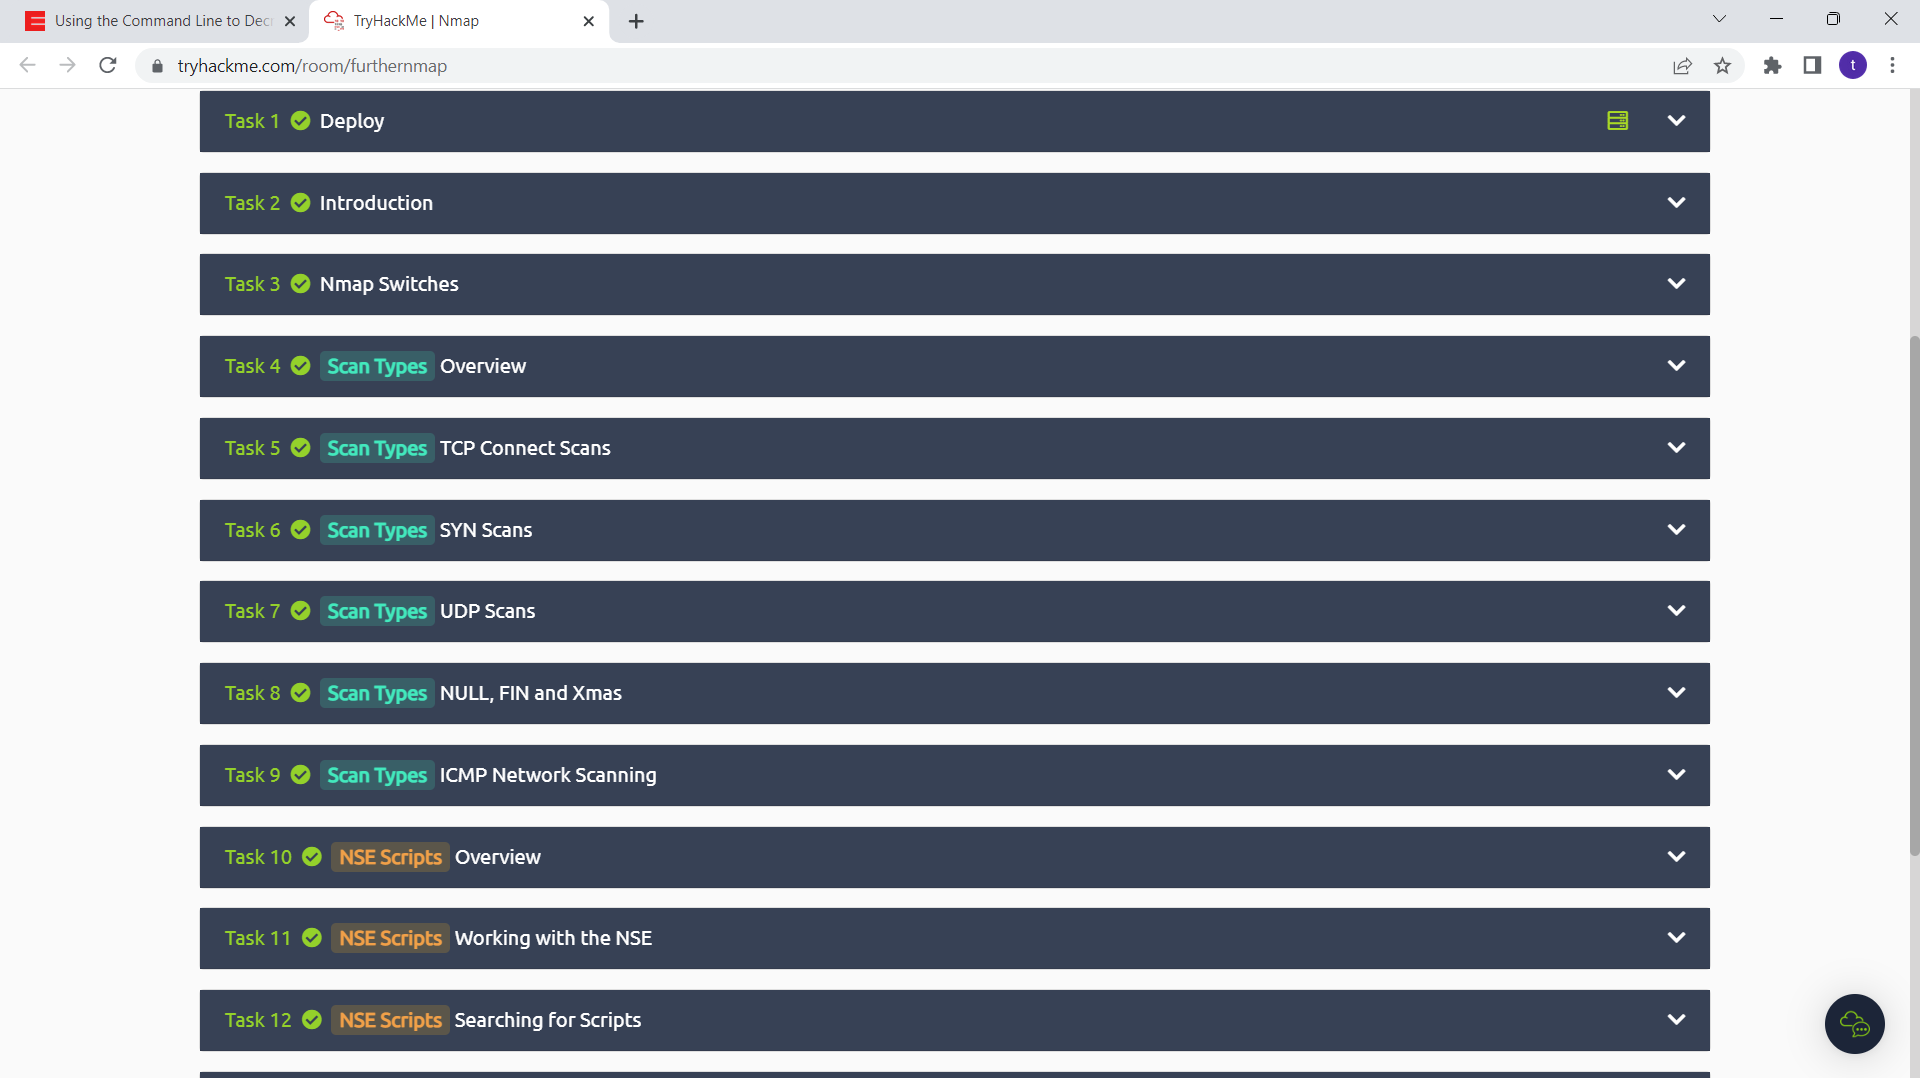 Using the Command Line to Decr
TryHackMe | Nmap
tryhackme.com/room/furthernmap
t
Task 1 Deploy
Task 2 Introduction
Task 3 Nmap Switches
Task 4 Scan Types Overview
Task 5 Scan Types TCP Connect Scans
Task 6 Scan Types SYN Scans
Task 7 Scan Types UDP Scans
Task 8 Scan Types NULL, FIN and Xmas
Task 9 Scan Types ICMP Network Scanning
Task 10 NSE Scripts Overview
Task 11 NSE Scripts Working with the NSE
Task 12 NSE Scripts Searching for Scripts